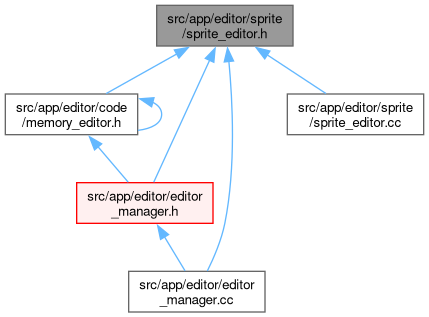 src/app/editor/sprite
/sprite_editor.h
src/app/editor/code
/memory_editor.h
src/app/editor/sprite
/sprite_editor.cc
src/app/editor/editor
_manager.h
src/app/editor/editor
_manager.cc